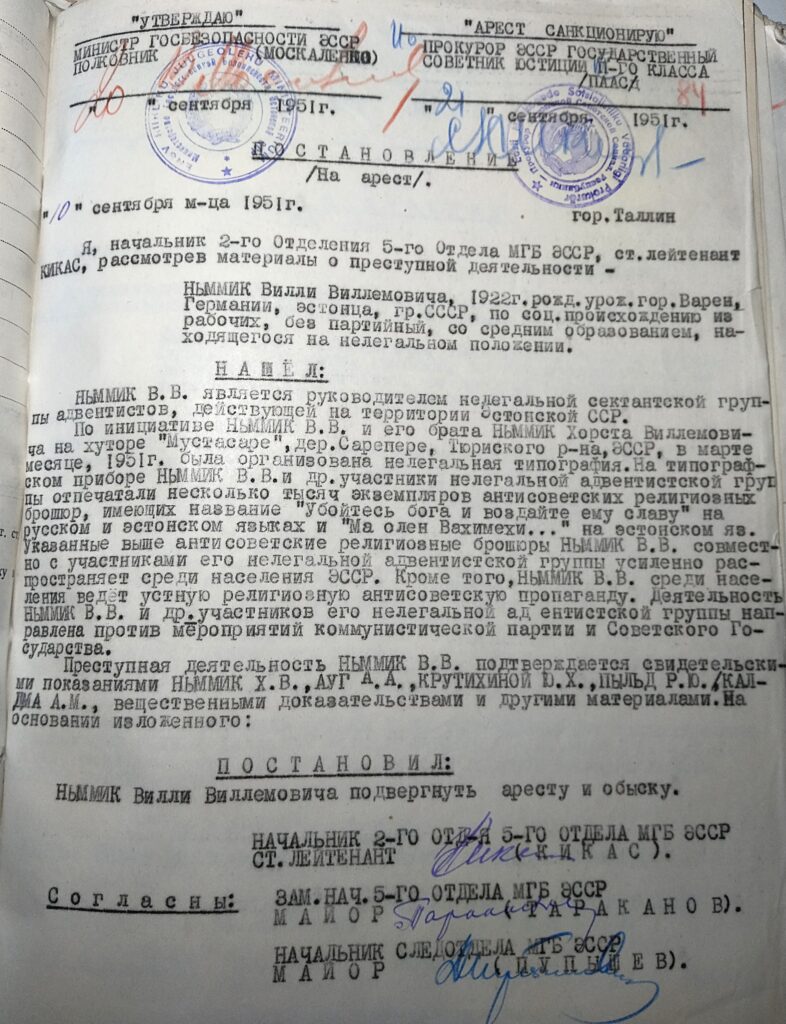 "УТВЕРЖДАЮ"
МИНИСТР ГОСБЕЗОПАСНОСТИ ЭССР
ПОЛКОВНИК (МОСКАЛЕНКО)
"20" сентября 1951г.
"АРЕСТ САНКЦИОНИРУЮ"
ПРОКУРОР ЭССР ГОСУДАРСТВЕННЫЙ
СОВЕТНИК ЮСТИЦИИ III-ГО КЛАССА
/ПААС/
84
"21" сентября 1951г.
ПОСТАНОВЛЕНИЕ
/На арест/.
"10" сентября м-ца 1951г.
гор.Таллин
Я, начальник 2-го Отделения 5-го Отдела МГБ ЭССР, ст.лейтенант
КИКАС, рассмотрев материалы о преступной деятельности -
НЫММИК Вилли Виллемовича, 1922г.рожд.урож.гор.Варен,
Германии, эстонца, гр.СССР, по соц.происхождению из
рабочих, без партийный, со средним образованием, на-
ходящегося на нелегальном положении.
НАШЕЛ:
НЫММИК В.В. является руководителем нелегальной сектантской груп-
пы адвентистов, действующей на территории Эстонской ССР.
По инициативе НЫММИК В.В. и его брата НЫММИК Хорста Виллемови-
ча на хуторе "Мустасаре",дер.Сарепере, Тюриского р-на,ЭССР, в марте
месяце, 1951г. была организована нелегальная типография.На типограф-
ском приборе НЫММИК В.В.и др.участники нелегальной адвентистской груп
пы отпечатали несколько тысяч экземпляров антисоветских религиозных
брошюр, имеющих название "Убойтесь бога и воздайте ему славу" на
русском и эстонском языках и "Ма олен Вахимехи..." на эстонском яз.
Указанные выше антисоветские религиозные брошюры НЫММИК В.В. совмест-
но с участниками его нелегальной адвентистской группы усиленно рас-
пространяет среди населения ЭССР. Кроме того,НЫММИК В.В. среди насе-
ления ведёт устную религиозную антисоветскую пропаганду. Деятельность
НЫММИК В.В. и др.участников его нелегальной ад ентистской группы нап-
равлена против мероприятий коммунистической партии и Советского Го-
сударства.
Преступная деятельность НЫММИК В.В. подтверждается свидетельски-
ми показаниями НЫММИК Х.В.,АУГ А.А.,КРУТИХИНОЙ Ю.Х.,ПЫЛЬД Р.Ю./КАЛ-
ДМА А.М., вещественными доказательствами и другими материалами.На
основании изложенного:
ПОСТАНОВИЛ:
НЫММИК Вилли Виллемовича подвергнуть аресту и обыску.
НАЧАЛЬНИК 2-ГО ОТД-Я 5-ГО ОТДЕЛА МГБ ЭССР
СТ.ЛЕЙТЕНАНТ (КИКАС).
Согласны:
ЗАМ.НАЧ.5-ГО ОТДЕЛА МГБ ЭССР
МАЙОР (ТАРАКАНОВ).
НАЧАЛЬНИК СЛЕДОТДЕЛА МГБ ЭССР
МАЙОР (ПУПЫШЕВ).